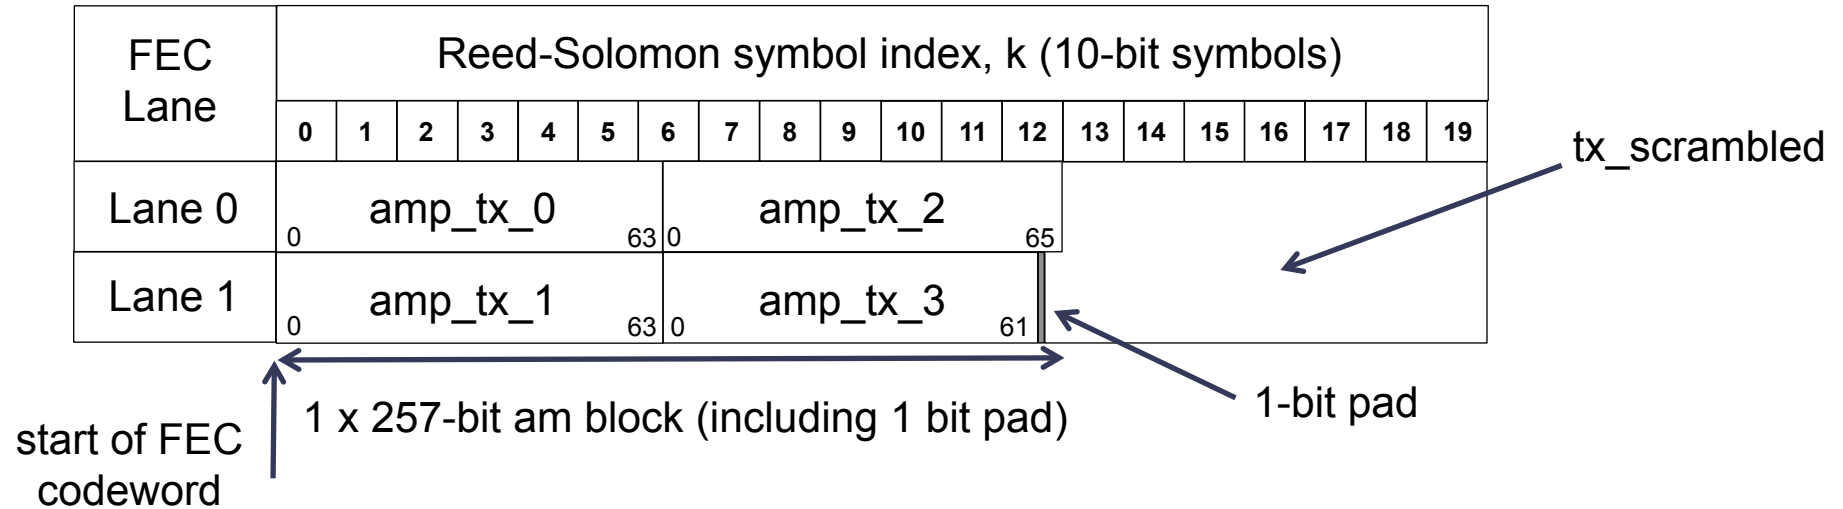 FEC
Lane
Reed-Solomon symbol index, k (10-bit symbols)
0 1 2 3 4 5 6 7 8 9 10 11 12 13 14 15 16 17 18 19
tx_scrambled
Lane 0
amp_tx_0
0 63
amp_tx_2
0 65
Lane 1
amp_tx_1
0 63
amp_tx_3
0 61
1-bit pad
1 x 257-bit am block (including 1 bit pad)
start of FEC
codeword